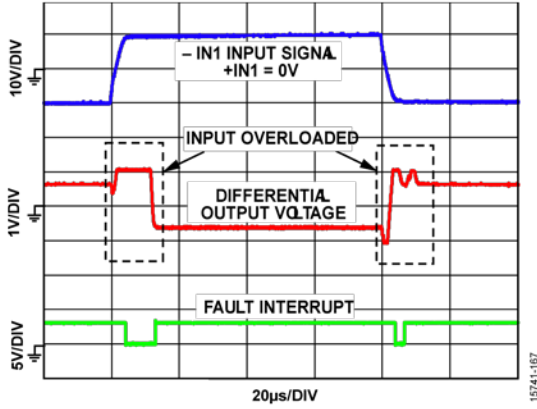 10V/DIV
– IN1 INPUT SIGNAL
+IN1 = 0V
INPUT OVERLOADED
1V/DIV
DIFFERENTIAL
OUTPUT VOLTAGE
FAULT INTERRUPT
5V/DIV
20µs/DIV
15741-167